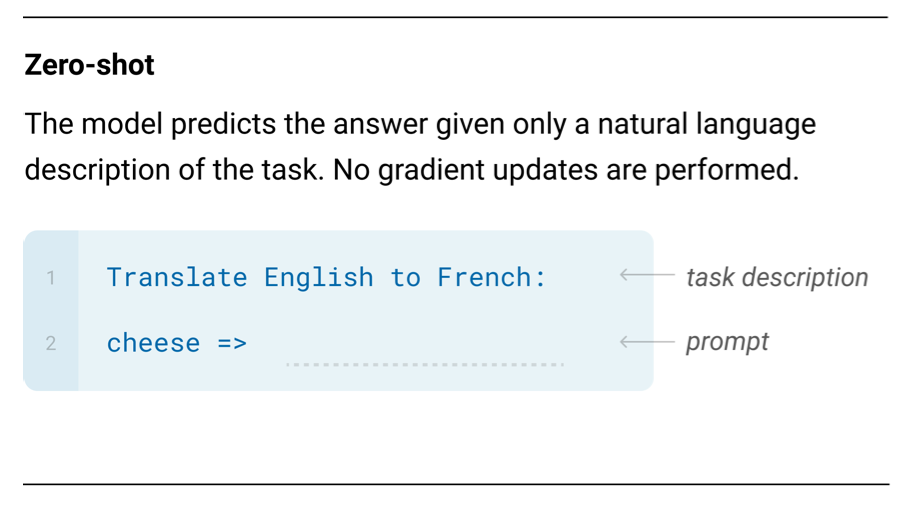 Zero-shot
The model predicts the answer given only a natural language
description of the task. No gradient updates are performed.
1 Translate English to French: task description
2 cheese => prompt